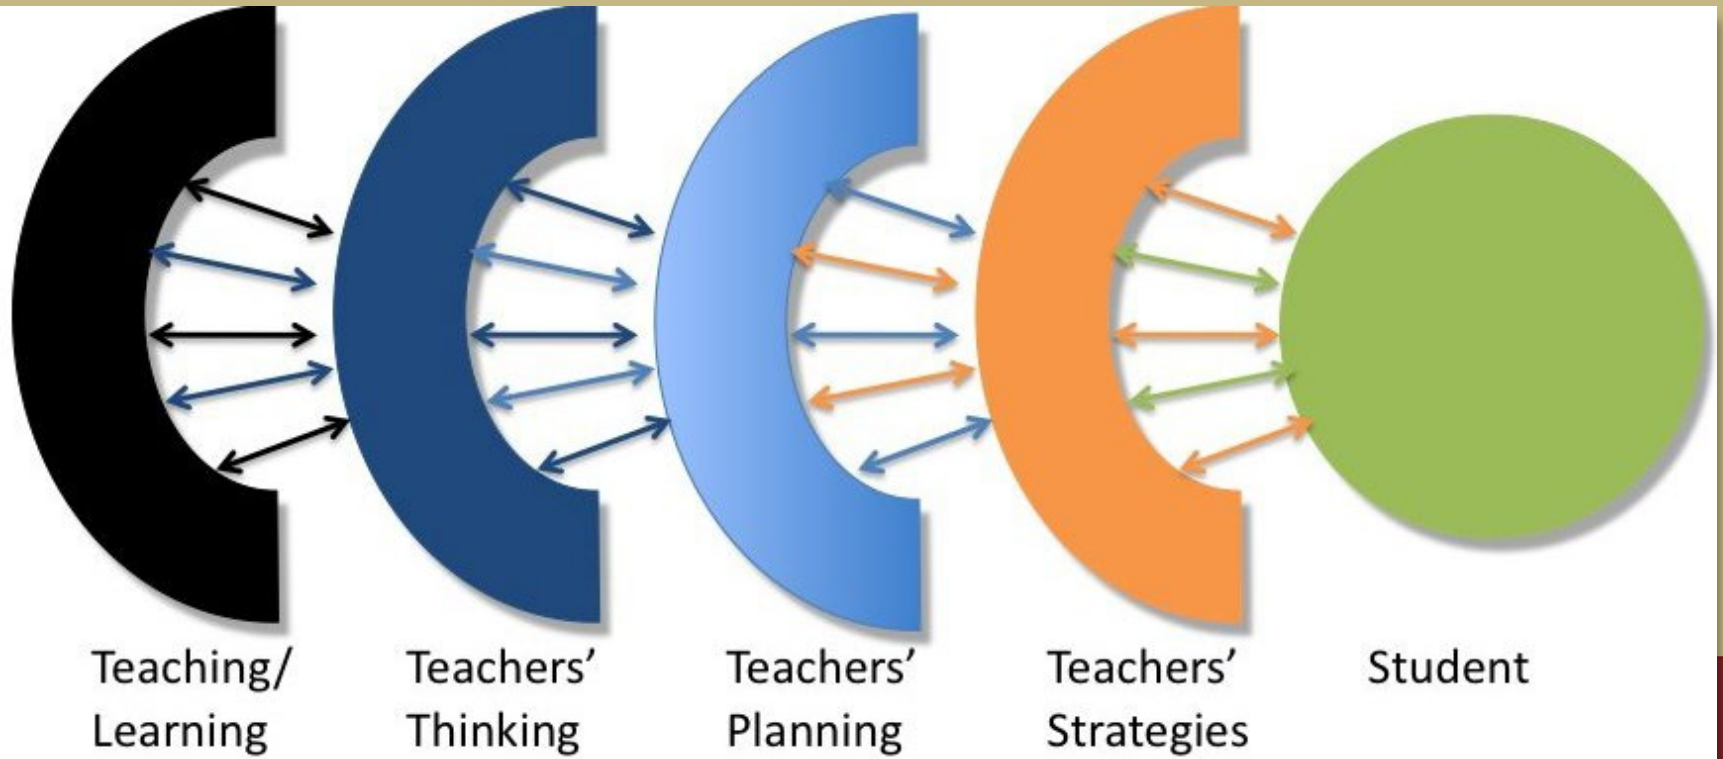 Teaching/
Learning
Teachers’
Thinking
Teachers’
Planning
Teachers’
Strategies
Student